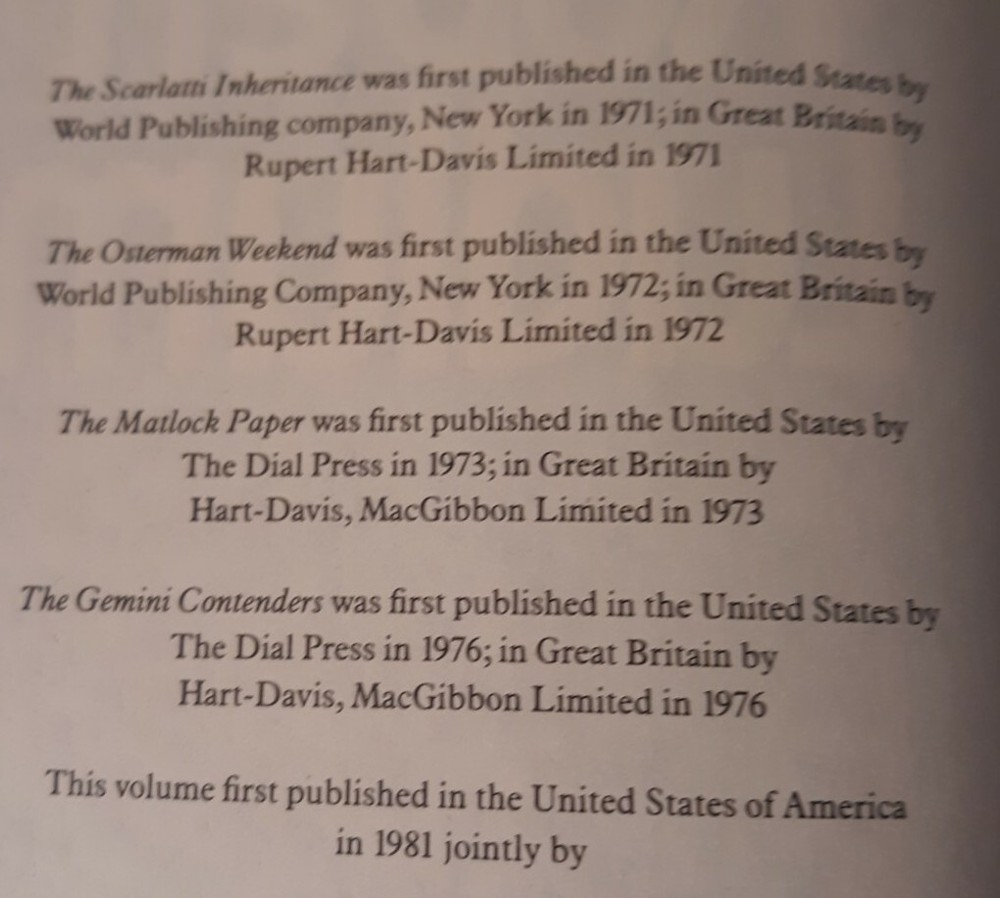 The Scarlatti Inheritance was first published in the United States by
World Publishing company, New York in 1971; in Great Britain by
Rupert Hart-Davis Limited in 1971
The Osterman Weekend was first published in the United States by
World Publishing Company, New York in 1972; in Great Britain by
Rupert Hart-Davis Limited in 1972
The Matlock Paper was first published in the United States by
The Dial Press in 1973; in Great Britain by
Hart-Davis, MacGibbon Limited in 1973
The Gemini Contenders was first published in the United States by
The Dial Press in 1976; in Great Britain by
Hart-Davis, MacGibbon Limited in 1976
This volume first published in the United States of America
in 1981 jointly by